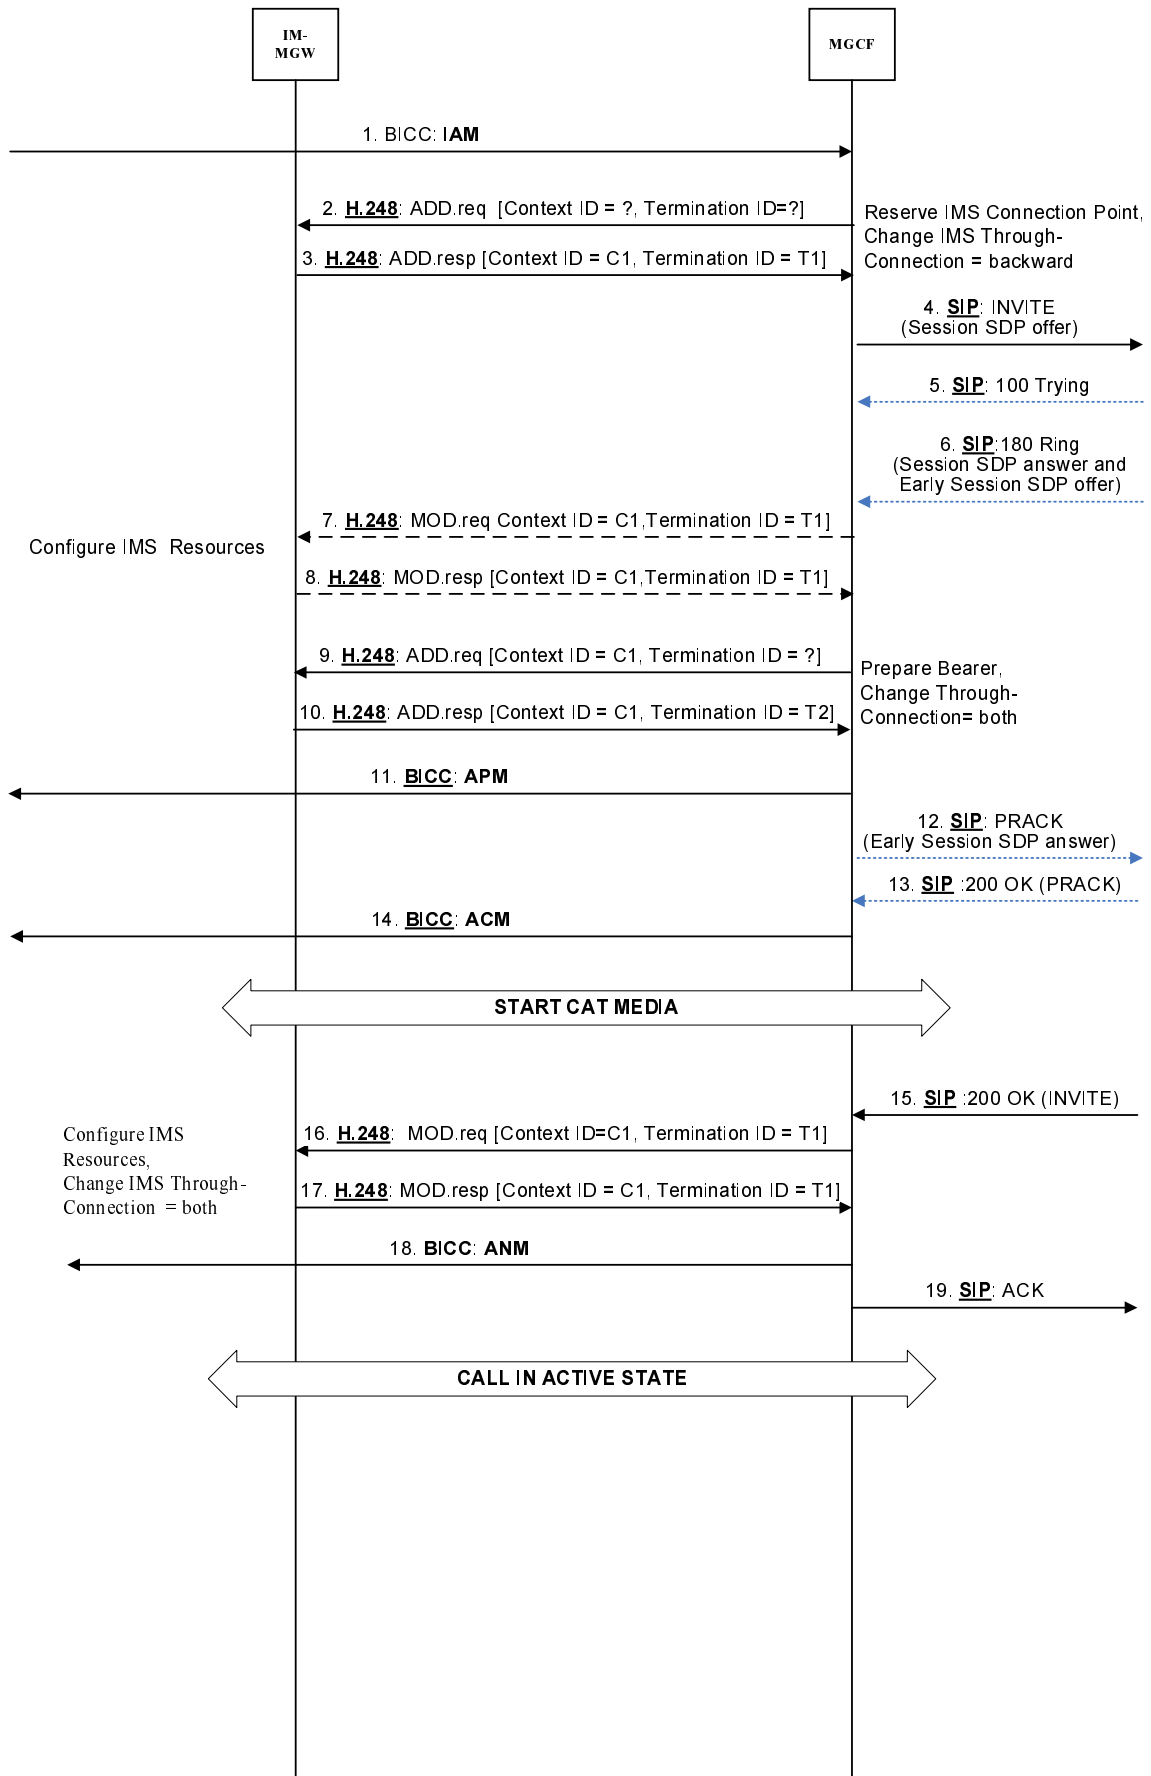 IM-
MGW
MGCF
1. BICC: IAM
2. H.248: ADD.req [Context ID = ?, Termination ID=?]
Reserve IMS Connection Point,
Change IMS Through-
Connection = backward
3. H.248: ADD.resp [Context ID = C1, Termination ID = T1]
4. SIP: INVITE
(Session SDP offer)
5. SIP: 100 Trying
6. SIP:180 Ring
(Session SDP answer and
Early Session SDP offer)
7. H.248: MOD.req Context ID = C1,Termination ID = T1]
Configure IMS Resources
8. H.248: MOD.resp [Context ID = C1,Termination ID = T1]
9. H.248: ADD.req [Context ID = C1, Termination ID = ?]
Prepare Bearer,
Change Through-
Connection= both
10. H.248: ADD.resp [Context ID = C1, Termination ID = T2]
11. BICC: APM
12. SIP: PRACK
(Early Session SDP answer)
13. SIP :200 OK (PRACK)
14. BICC: ACM
START CAT MEDIA
15. SIP :200 OK (INVITE)
16. H.248: MOD.req [Context ID=C1, Termination ID = T1]
Configure IMS
Resources,
Change IMS Through-
Connection = both
17. H.248: MOD.resp [Context ID = C1, Termination ID = T1]
18. BICC: ANM
19. SIP: ACK
CALL IN ACTIVE STATE